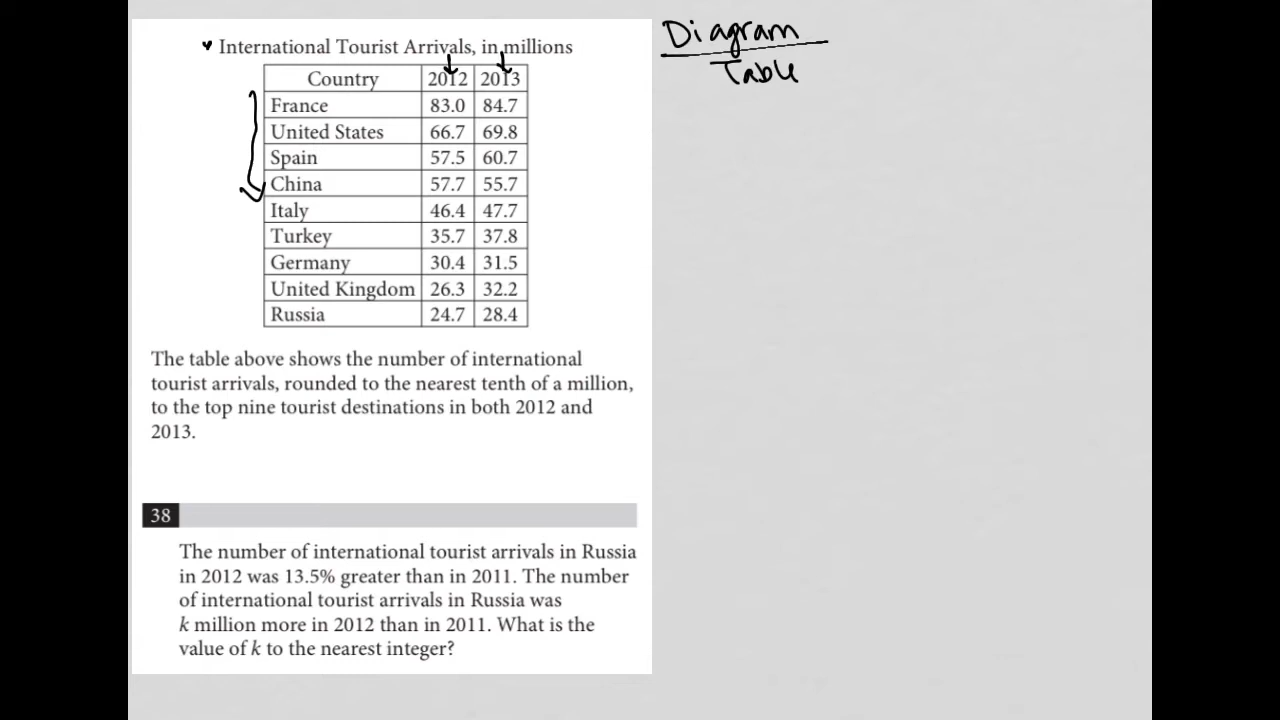 International Tourist Arrivals, in millions
Country 2012 2013
France 83.0 84.7
United States 66.7 69.8
Spain 57.5 60.7
China 57.7 55.7
Italy 46.4 47.7
Turkey 35.7 37.8
Germany 30.4 31.5
United Kingdom 26.3 32.2
Russia 24.7 28.4
The table above shows the number of international
tourist arrivals, rounded to the nearest tenth of a million,
to the top nine tourist destinations in both 2012 and
2013.
38
The number of international tourist arrivals in Russia
in 2012 was 13.5% greater than in 2011. The number
of international tourist arrivals in Russia was
k million more in 2012 than in 2011. What is the
value of k to the nearest integer?
Diagram
Table